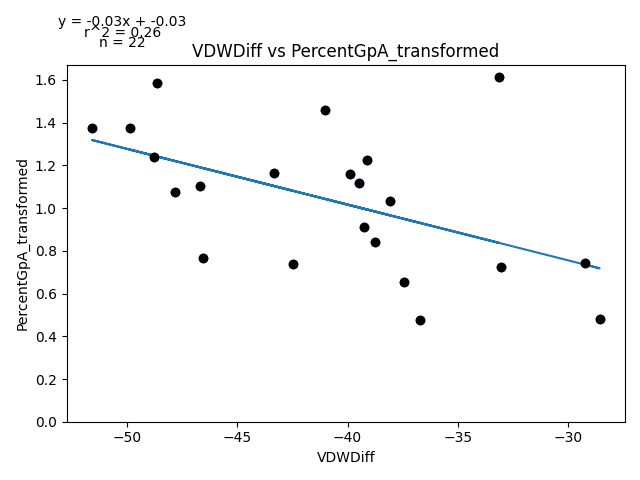 y = -0.03x + -0.03
r^2 = 0.26
n = 22
VDWDiff vs PercentGpA_transformed
PercentGpA_transformed
1.6
1.4
1.2
1.0
0.8
0.6
0.4
0.2
0.0
−50 −45 −40 −35 −30
VDWDiff